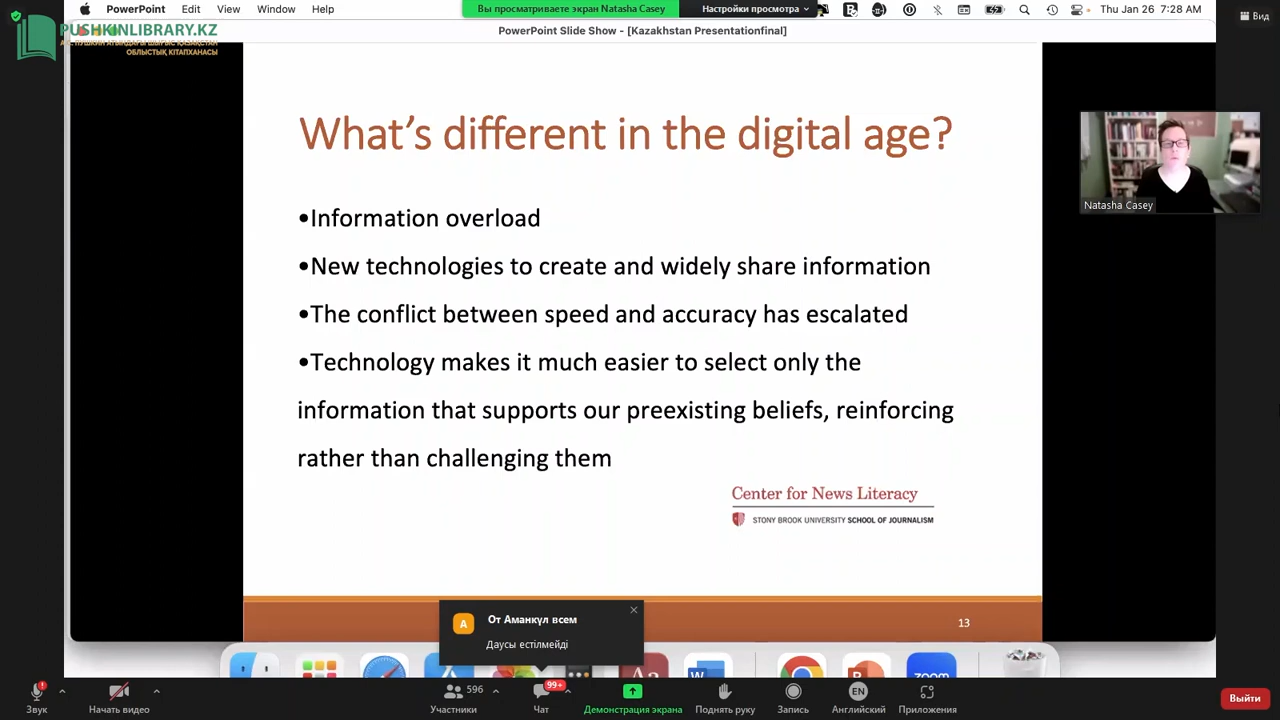 PowerPoint Edit View Window Help
Вы просматриваете экран Natasha Casey
Настройки просмотра
Thu Jan 26 7:28 AM
Вид
PUSHKINLIBRARY.KZ
ОБЛЫСТЫҚ КІТАПХАНАСЫ
PowerPoint Slide Show - [Kazakhstan Presentationfinal]
What's different in the digital age?
•Information overload
•New technologies to create and widely share information
•The conflict between speed and accuracy has escalated
•Technology makes it much easier to select only the
information that supports our preexisting beliefs, reinforcing
rather than challenging them
Center for News Literacy
STONY BROOK UNIVERSITY SCHOOL OF JOURNALISM
13
Natasha Casey
A
От Аманкүл всем
Даусы естілмейді
zoom
Звук
Начать видео
596
Участники
99+
Чат
Демонстрация экрана
Поднять руку
Запись
EN
Английский
Приложения
Выйти